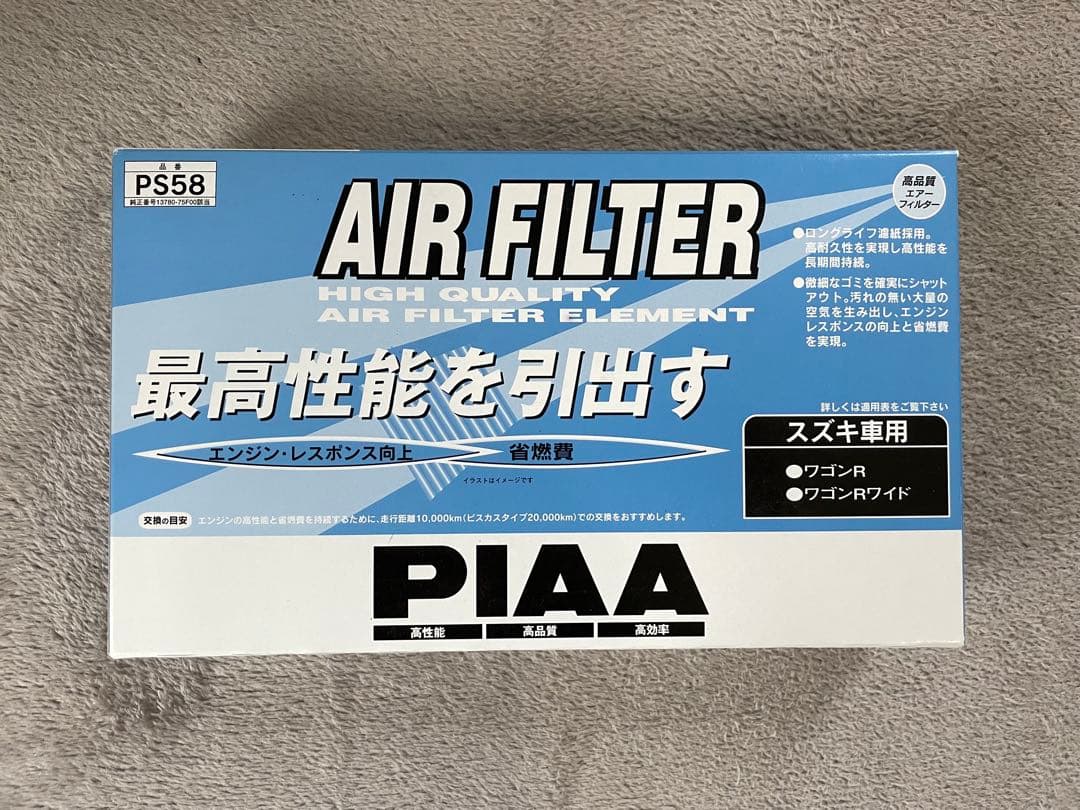 品番
PS58
純正番号13780-75F00該当
AIR FILTER
HIGH QUALITY
AIR FILTER ELEMENT
高品質
エアー
フィルター
●ロングライフ濾紙採用。
高耐久性を実現し高性能を
長期間持続。
●微細なゴミを確実にシャット
アウト。汚れの無い大量の
空気を生み出し、エンジン
レスポンスの向上と省燃費
を実現。
最高性能を引出す
エンジン・レスポンス向上
省燃費
イラストはイメージです
詳しくは適用表をご覧下さい
スズキ車用
●ワゴンR
●ワゴンRワイド
交換の目安 エンジンの高性能と省燃費を持続するために、走行距離10,000km(ビスカスタイプ20,000km)での交換をおすすめします。
PIAA
高性能 高品質 高効率